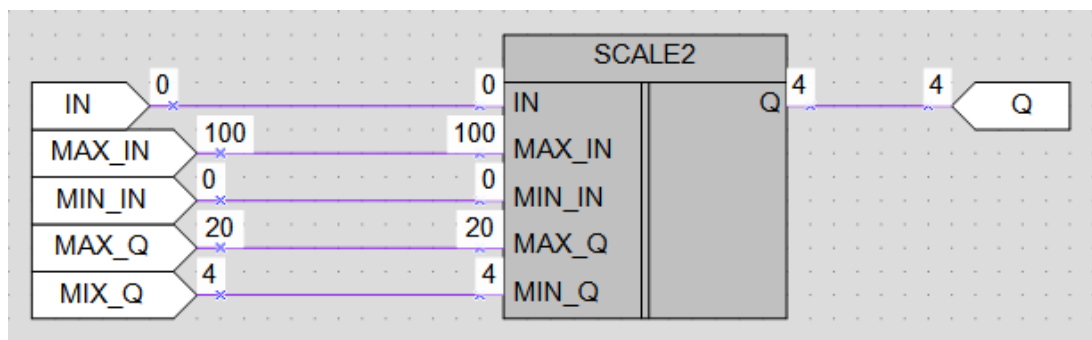 SCALE2
IN 0 0 IN Q 4 4 Q
MAX_IN 100 100 MAX_IN
MIN_IN 0 0 MIN_IN
MAX_Q 20 20 MAX_Q
MIX_Q 4 4 MIN_Q